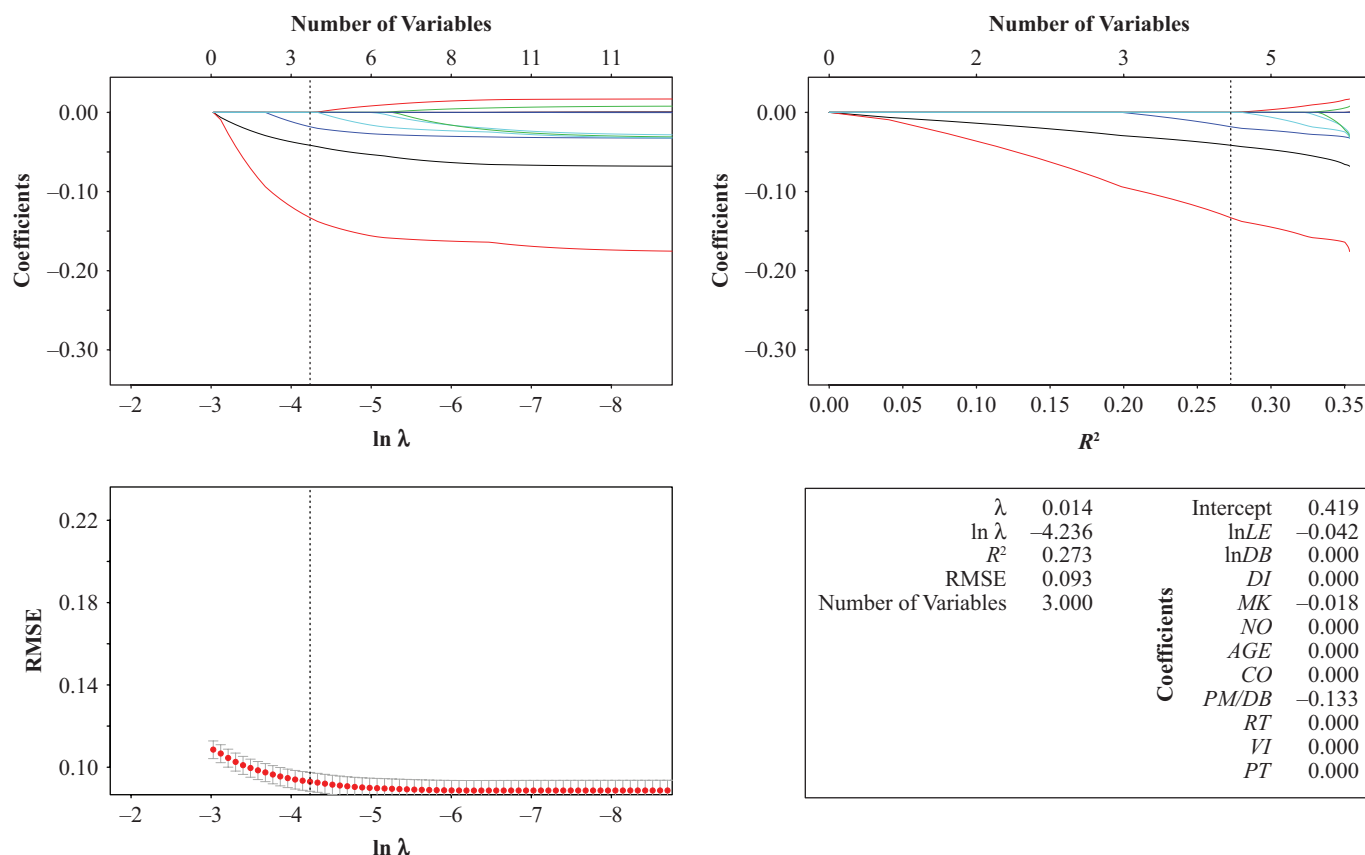 Number of Variables
0 3 6 8 11 11
0.00
–0.10
–0.20
–0.30
Coefficients
–2 –3 –4 –5 –6 –7 –8
ln λ
Number of Variables
0 2 3 5
0.00
–0.10
–0.20
–0.30
Coefficients
0.00 0.05 0.10 0.15 0.20 0.25 0.30 0.35
R²
0.22
0.18
0.14
0.10
RMSE
–2 –3 –4 –5 –6 –7 –8
ln λ
λ 0.014
ln λ –4.236
R² 0.273
RMSE 0.093
Number of Variables 3.000
Coefficients
Intercept 0.419
lnLE –0.042
lnDB 0.000
DI 0.000
MK –0.018
NO 0.000
AGE 0.000
CO 0.000
PM/DB –0.133
RT 0.000
VI 0.000
PT 0.000